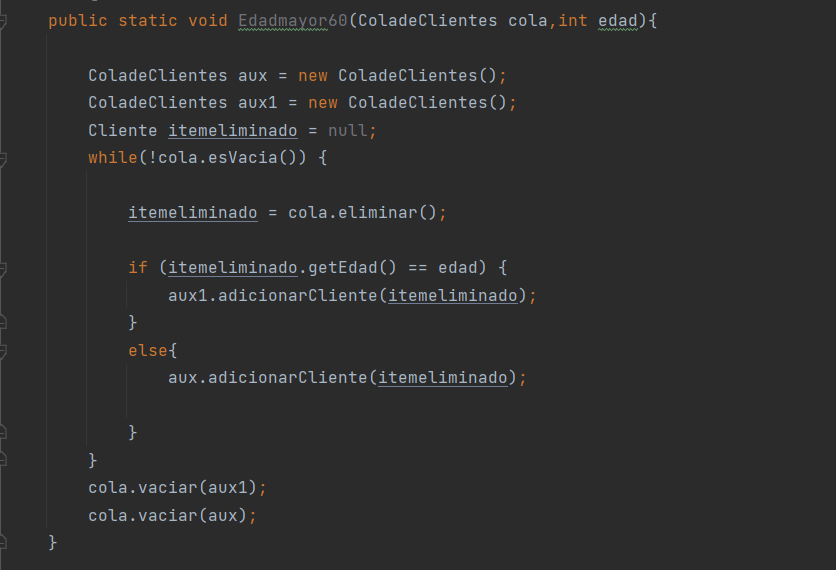 public static void Edadmayor60(ColadeClientes cola,int edad){
ColadeClientes aux = new ColadeClientes();
ColadeClientes aux1 = new ColadeClientes();
Cliente itemeliminado = null;
while(!cola.esVacia()) {
itemeliminado = cola.eliminar();
if (itemeliminado.getEdad() == edad) {
aux1.adicionarCliente(itemeliminado);
}
else{
aux.adicionarCliente(itemeliminado);
}
}
cola.vaciar(aux1);
cola.vaciar(aux);
}